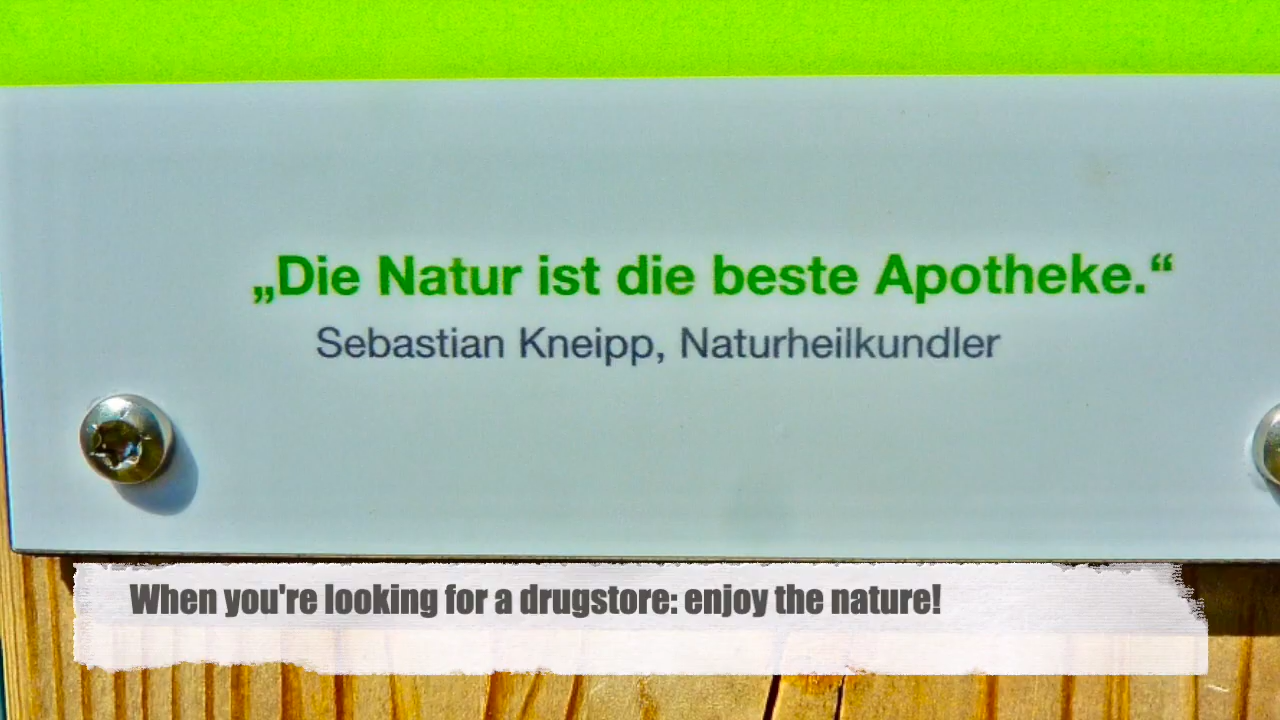 „Die Natur ist die beste Apotheke.“
Sebastian Kneipp, Naturheilkundler
When you're looking for a drugstore: enjoy the nature!